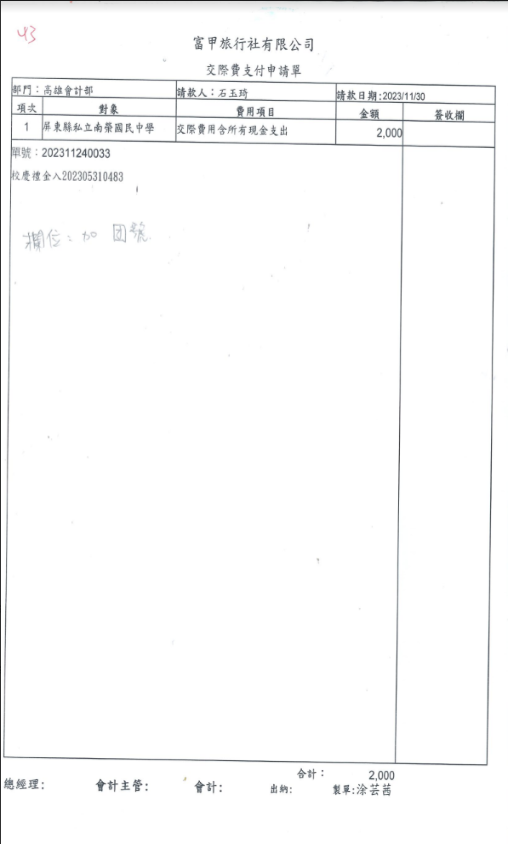 43
富甲旅行社有限公司
交際費支付申請單
部門：高雄會計部 請款人：石玉琦 請款日期:2023/11/30
項次 對象 費用項目 金額 簽收欄
1 屏東縣私立南榮國民中學 交際費用含所有現金支出 2,000
單號：202311240033
校慶禮金入202305310483
欄位：加 团號
合計： 2,000
總經理： 會計主管： 會計： 出納： 製單:涂芸茜